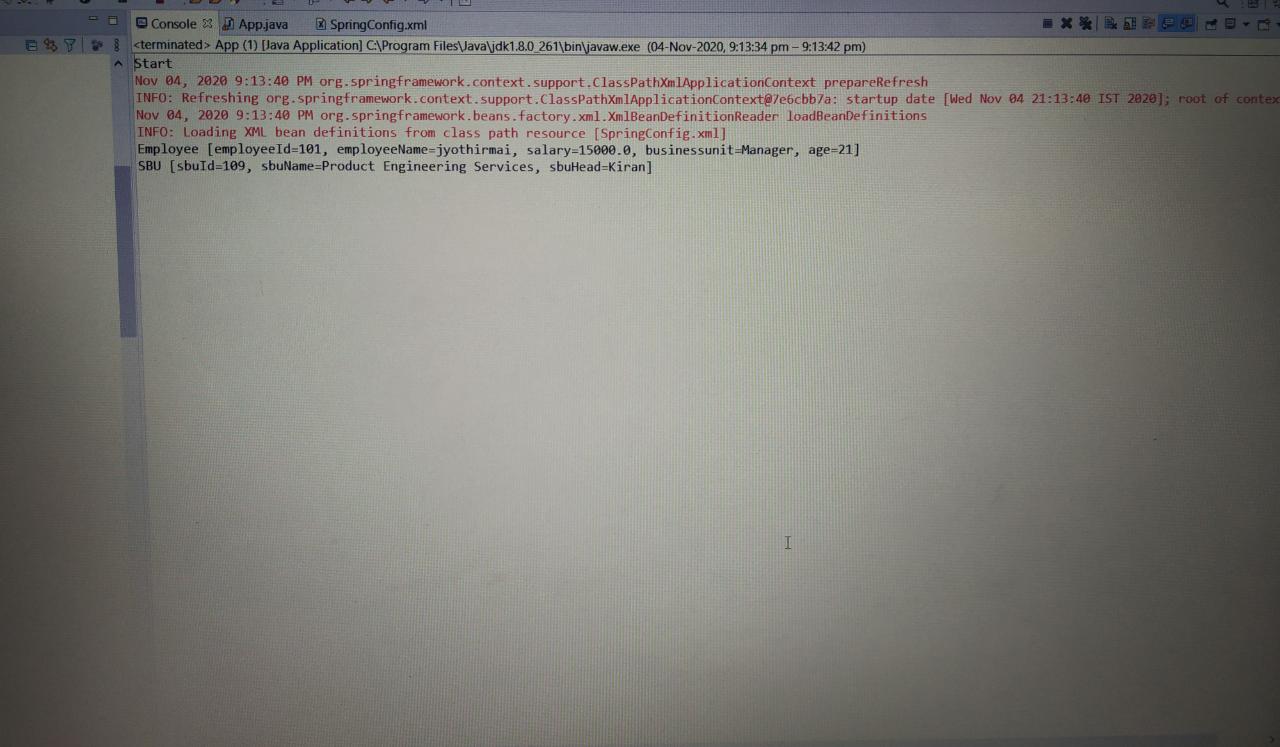 Console App.java SpringConfig.xml
<terminated> App (1) [Java Application] C:\Program Files\Java\jdk1.8.0_261\bin\javaw.exe (04-Nov-2020, 9:13:34 pm – 9:13:42 pm)
Start
Nov 04, 2020 9:13:40 PM org.springframework.context.support.ClassPathXmlApplicationContext prepareRefresh
INFO: Refreshing org.springframework.context.support.ClassPathXmlApplicationContext@7e6cbb7a: startup date [Wed Nov 04 21:13:40 IST 2020]; root of contex
Nov 04, 2020 9:13:40 PM org.springframework.beans.factory.xml.XmlBeanDefinitionReader loadBeanDefinitions
INFO: Loading XML bean definitions from class path resource [SpringConfig.xml]
Employee [employeeId=101, employeeName=jyothirmai, salary=15000.0, businessunit=Manager, age=21]
SBU [sbuId=109, sbuName=Product Engineering Services, sbuHead=Kiran]